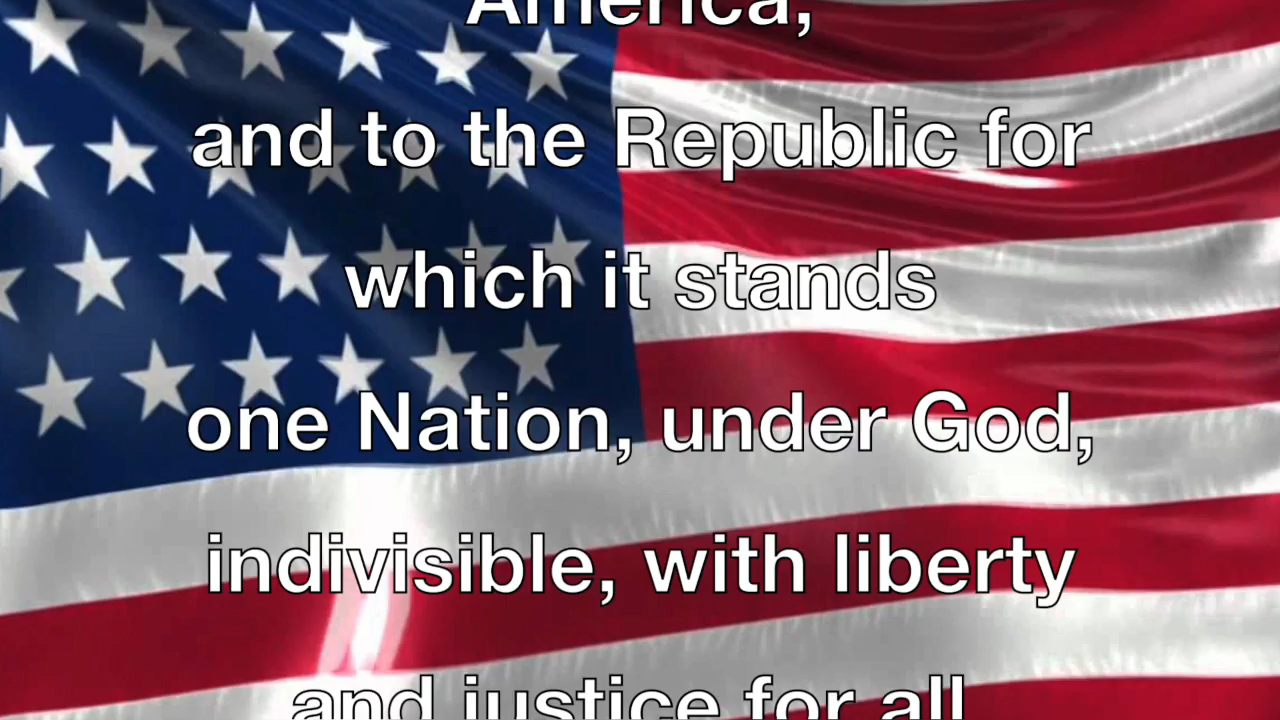 America,
and to the Republic for
which it stands
one Nation, under God,
indivisible, with liberty
and justice for all